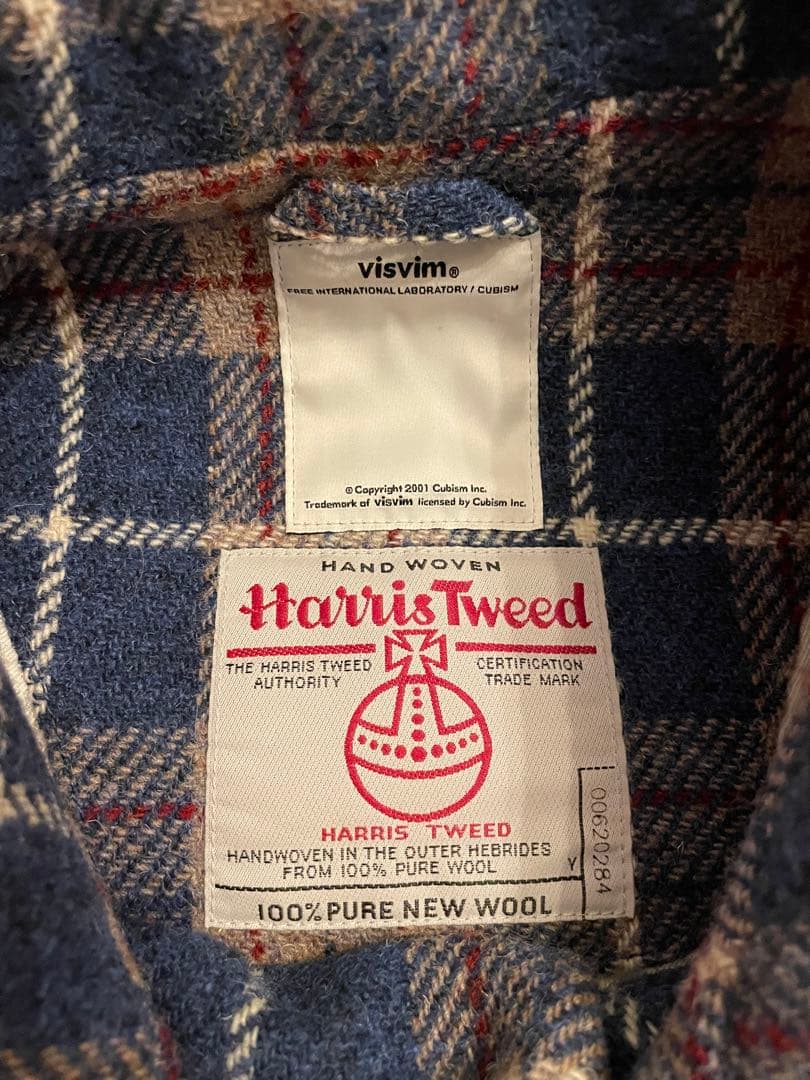 visvim®
FREE INTERNATIONAL LABORATORY / CUBISM
© Copyright 2001 Cubism Inc.
Trademark of visvim licensed by Cubism Inc.
HAND WOVEN
Harris Tweed
THE HARRIS TWEED AUTHORITY
CERTIFICATION TRADE MARK
HARRIS TWEED
HANDWOVEN IN THE OUTER HEBRIDES
FROM 100% PURE WOOL
Y
00620284
100% PURE NEW WOOL